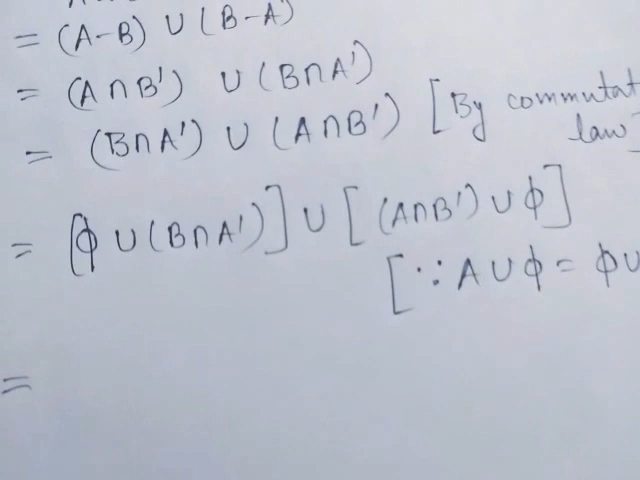 = (A-B) ∪ (B-A)
= (A∩B') ∪ (B∩A')
= (B∩A') ∪ (A∩B') [By commutat
law]
= [ϕ ∪ (B∩A')] ∪ [(A∩B') ∪ ϕ]
[∵ A∪ϕ = ϕ∪
=